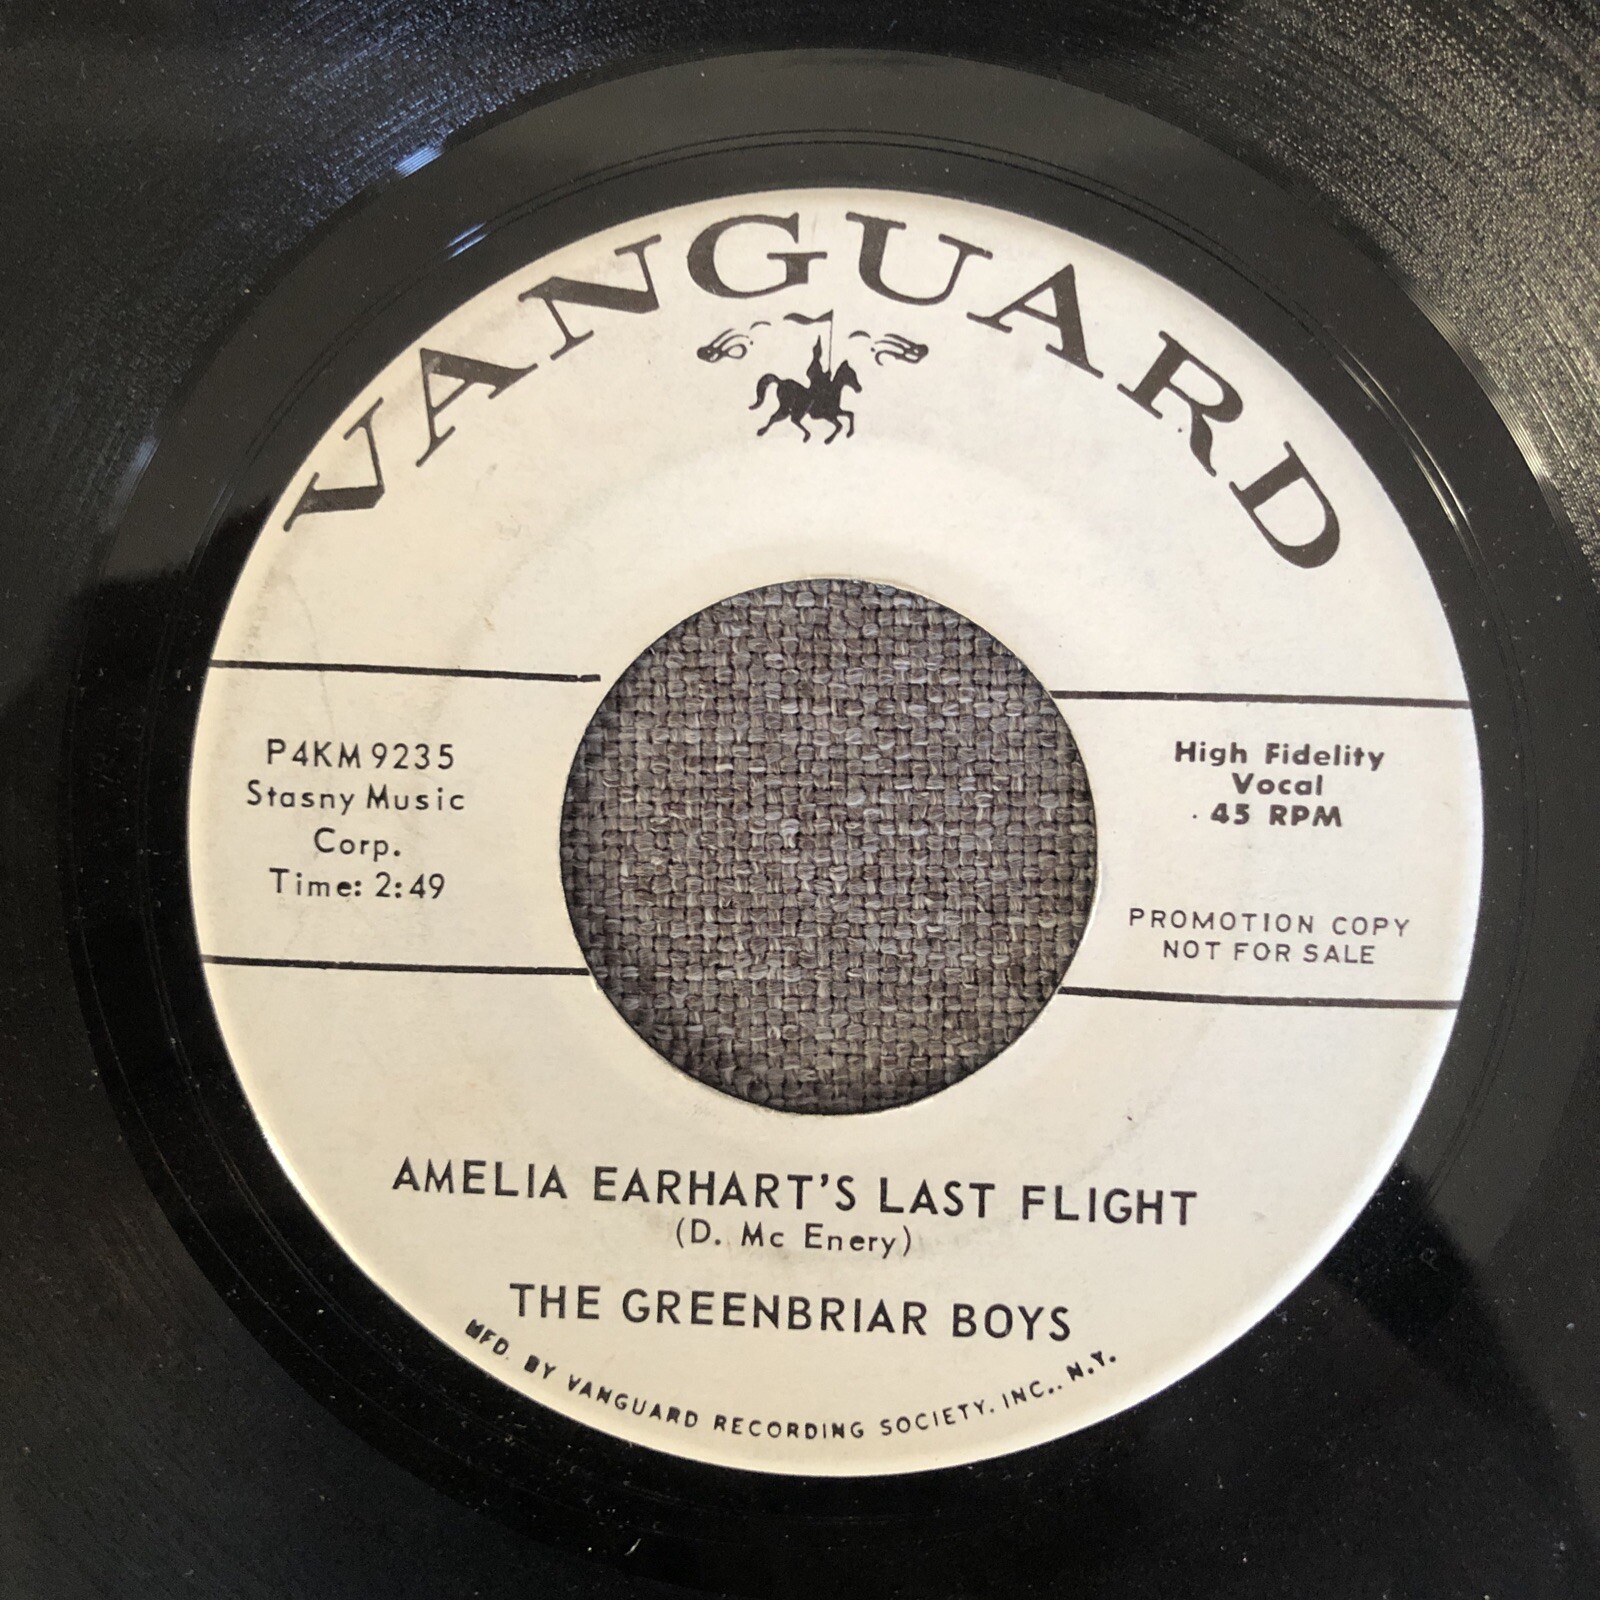 VANGUARD
P4KM 9235
Stasny Music
Corp.
Time: 2:49
High Fidelity
Vocal
45 RPM
PROMOTION COPY
NOT FOR SALE
AMELIA EARHART'S LAST FLIGHT
(D. Mc Enery)
THE GREENBRIAR BOYS
MFD. BY VANGUARD RECORDING SOCIETY, INC., N.Y.